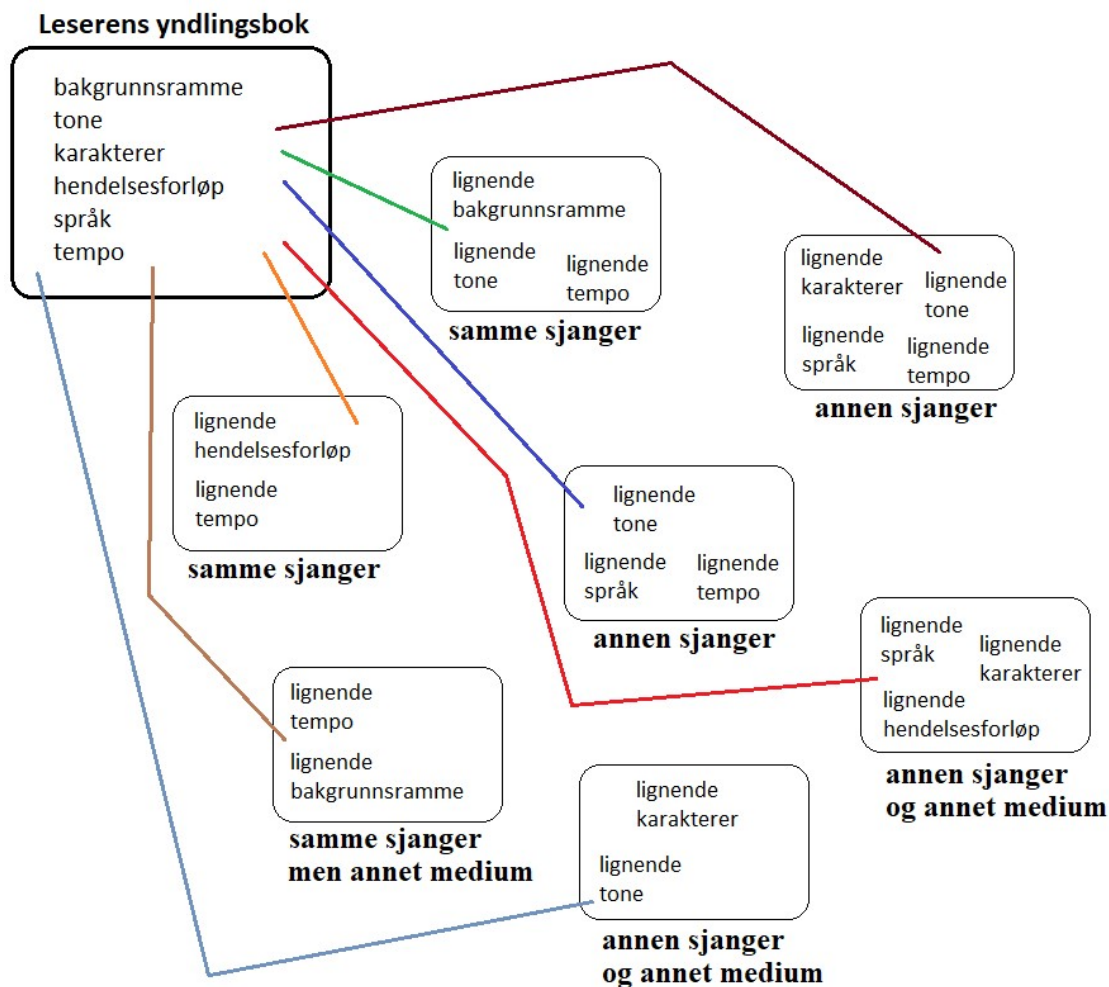 Leserens yndlingsbok
bakgrunnsramme
tone
karakterer
hendelsesforløp
språk
tempo
lignende
bakgrunnsramme
lignende
tone
lignende
tempo
samme sjanger
lignende
karakterer
lignende
tone
lignende
språk
lignende
tempo
annen sjanger
lignende
hendelsesforløp
lignende
tempo
samme sjanger
lignende
tone
lignende
språk
lignende
tempo
annen sjanger
lignende
språk
lignende
karakterer
lignende
hendelsesforløp
annen sjanger
og annet medium
lignende
tempo
lignende
bakgrunnsramme
samme sjanger
men annet medium
lignende
karakterer
lignende
tone
annen sjanger
og annet medium